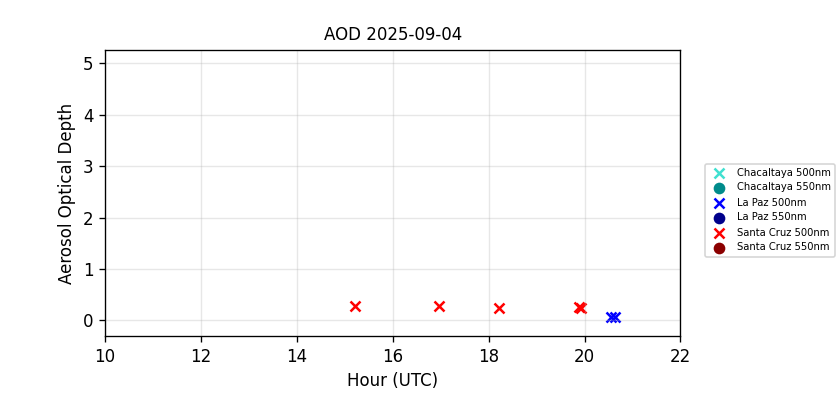 AOD 2025-09-04
Aerosol Optical Depth
5
4
3
2
1
0
10 12 14 16 18 20 22
Hour (UTC)
Chacaltaya 500nm
Chacaltaya 550nm
La Paz 500nm
La Paz 550nm
Santa Cruz 500nm
Santa Cruz 550nm